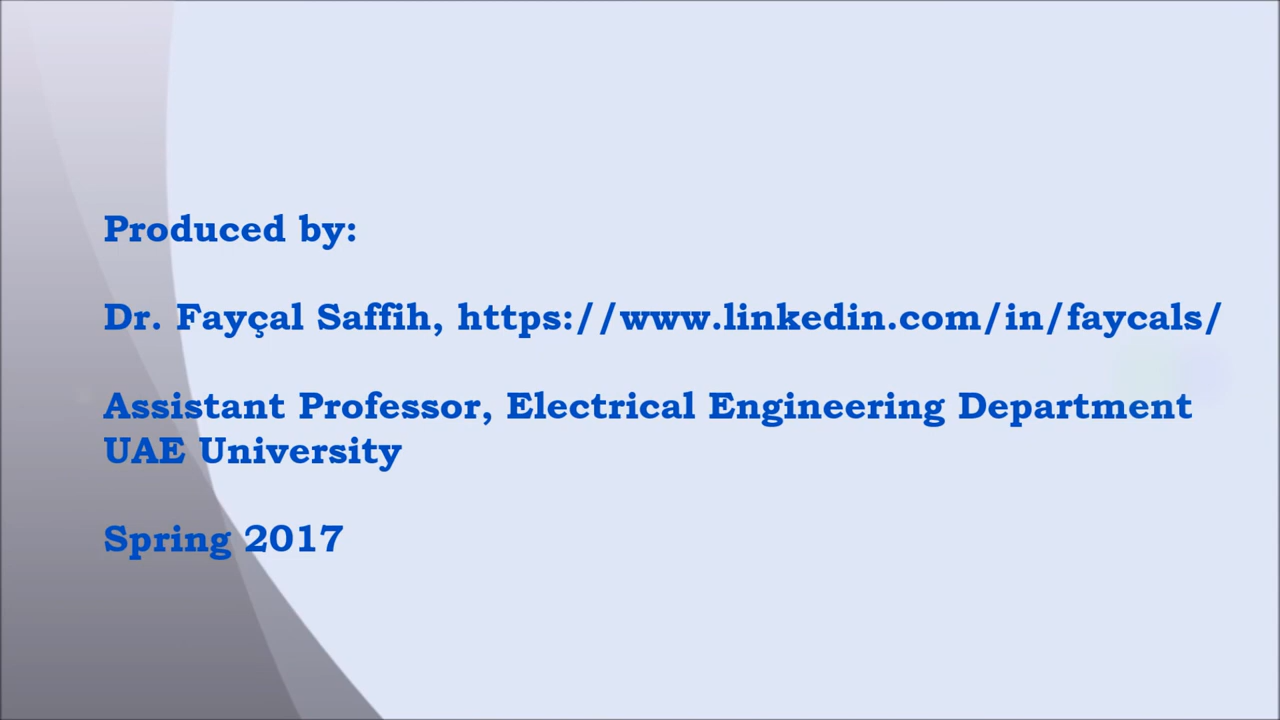 Produced by:
Dr. Fayçal Saffih, https://www.linkedin.com/in/faycals/
Assistant Professor, Electrical Engineering Department
UAE University
Spring 2017